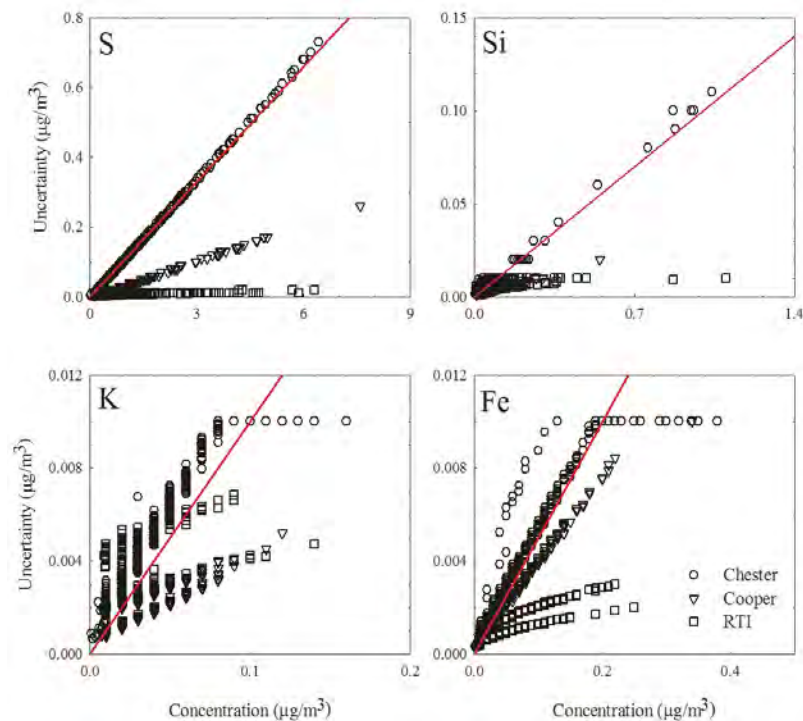 S
Si
0.8
0.6
0.4
0.2
0.0
0.15
0.10
0.05
0.00
Uncertainty (μg/m³)
0 3 6 9
0.0 0.7 1.4
K
Fe
0.012
0.008
0.004
0.000
0.012
0.008
0.004
0.000
Uncertainty (μg/m³)
Chester
Cooper
RTI
0.0 0.1 0.2
0.0 0.2 0.4
Concentration (μg/m³)
Concentration (μg/m³)